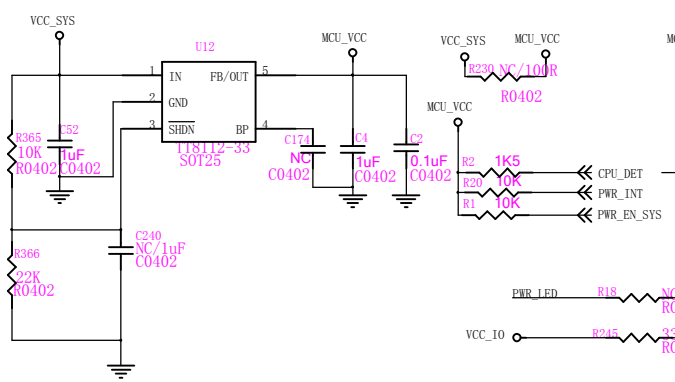 VCC_SYS
U12
MCU_VCC
VCC_SYS
MCU_VCC
1
IN
FB/OUT
5
R230
NC/100R
R0402
2
GND
MCU_VCC
3
SHDN
BP
4
R365
10K
R0402
C52
1uF
C0402
TT8112-33
SOT25
C174
NC
C0402
C4
1uF
C0402
C2
0.1uF
C0402
R2
1K5
CPU_DET
R20
10K
PWR_INT
R1
10K
PWR_EN_SYS
C240
NC/1uF
C0402
R366
22K
R0402
PWR_LED
R18
VCC_IO
R245